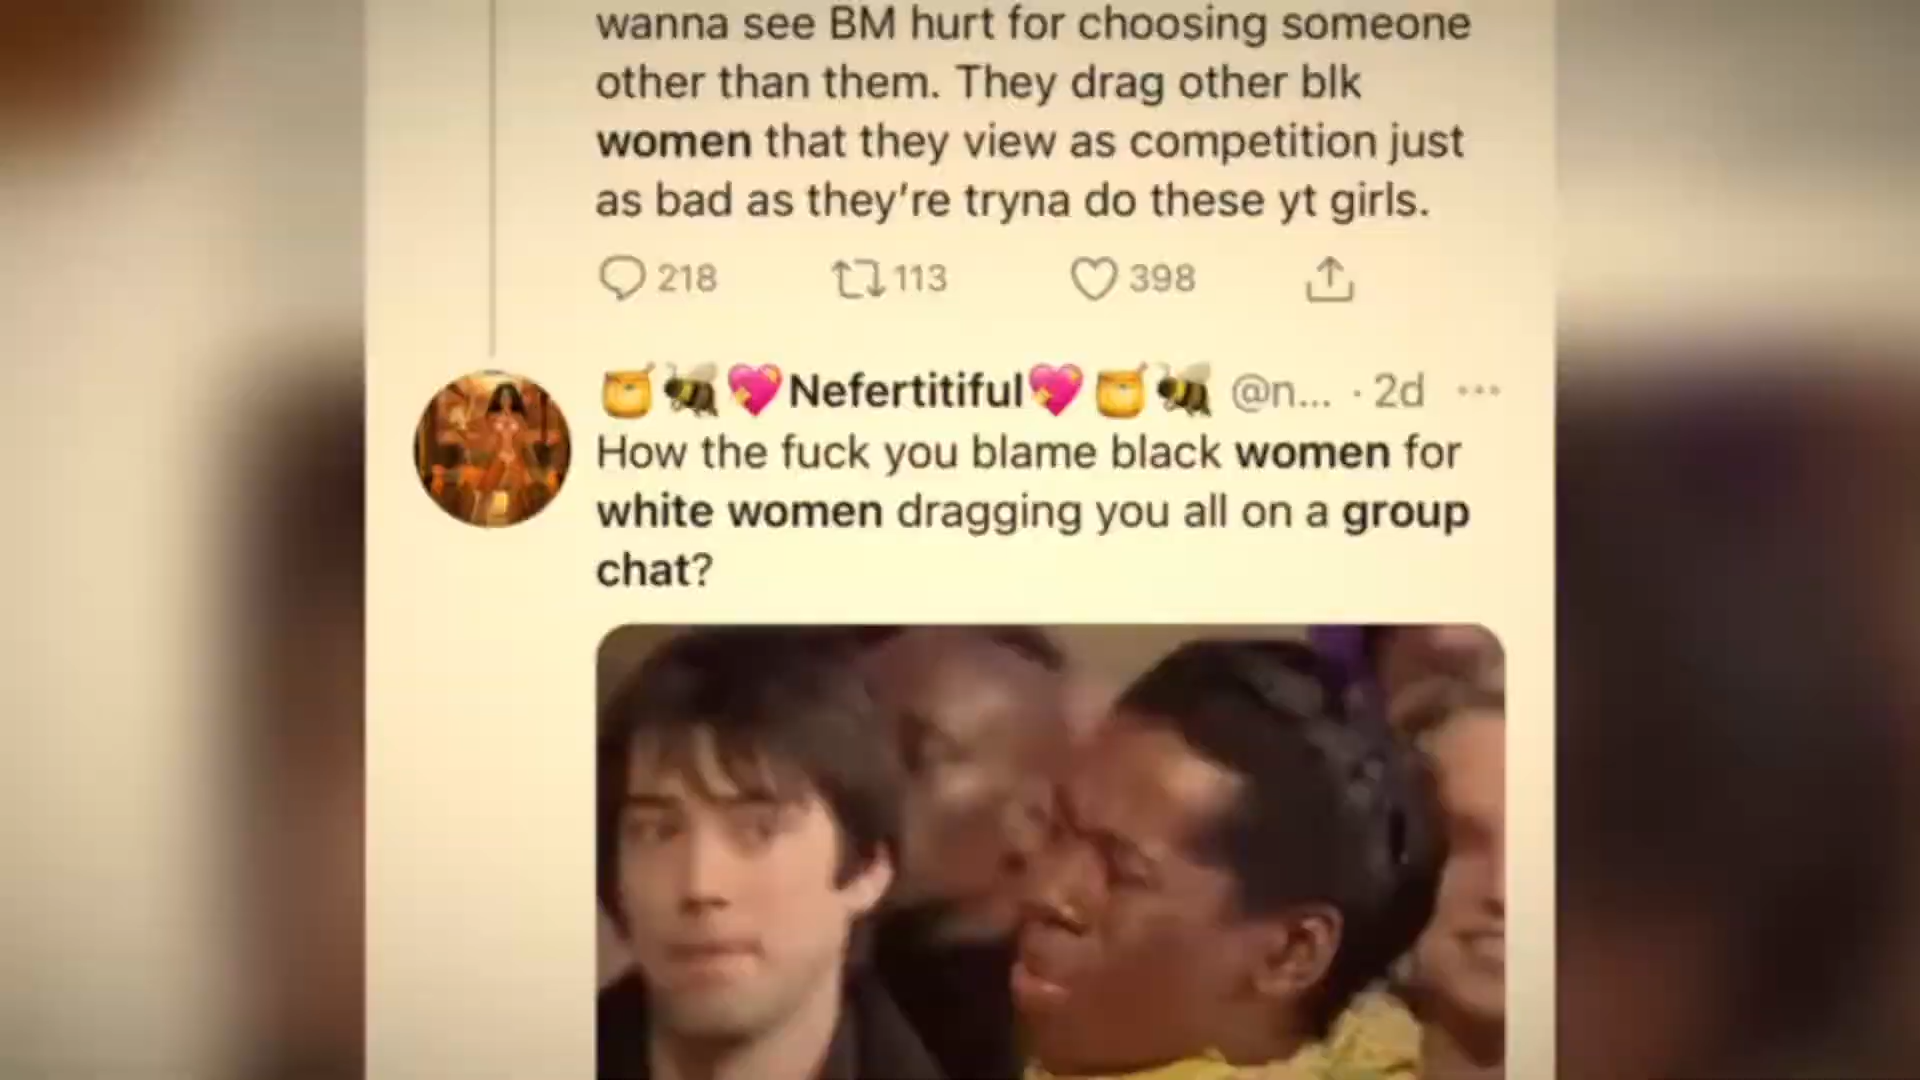 wanna see BM hurt for choosing someone
other than them. They drag other blk
women that they view as competition just
as bad as they're tryna do these yt girls.
218 113 398
Nefertitiful @n... · 2d ...
How the fuck you blame black women for
white women dragging you all on a group
chat?